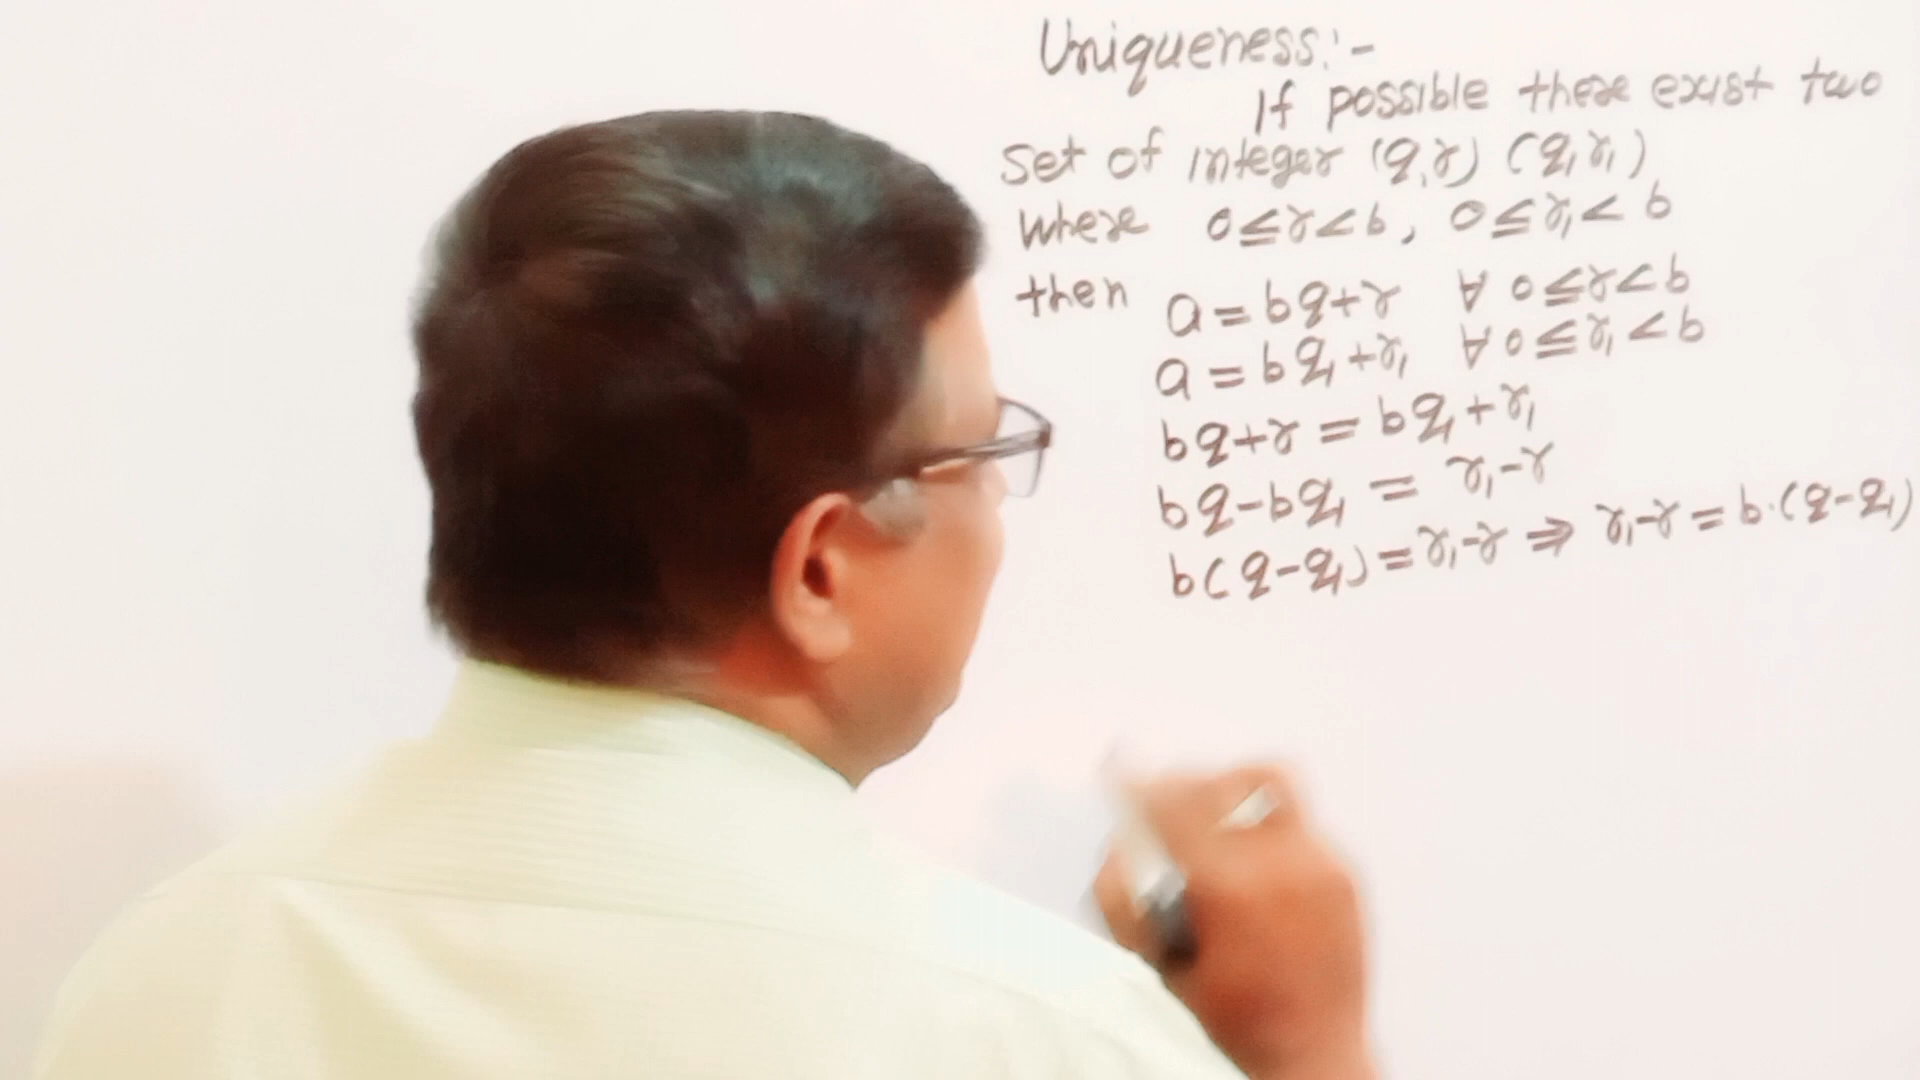 Uniqueness:-
If possible there exist two
set of integer (q,r) (q₁,r₁)
where 0≤r<b, 0≤r₁<b
then a=bq+r ∀ 0≤r<b
a=bq₁+r₁ ∀ 0≤r₁<b
bq+r = bq₁+r₁
bq-bq₁ = r₁-r
b(q-q₁)=r₁-r ⇒ r₁-r = b·(q-q₁)